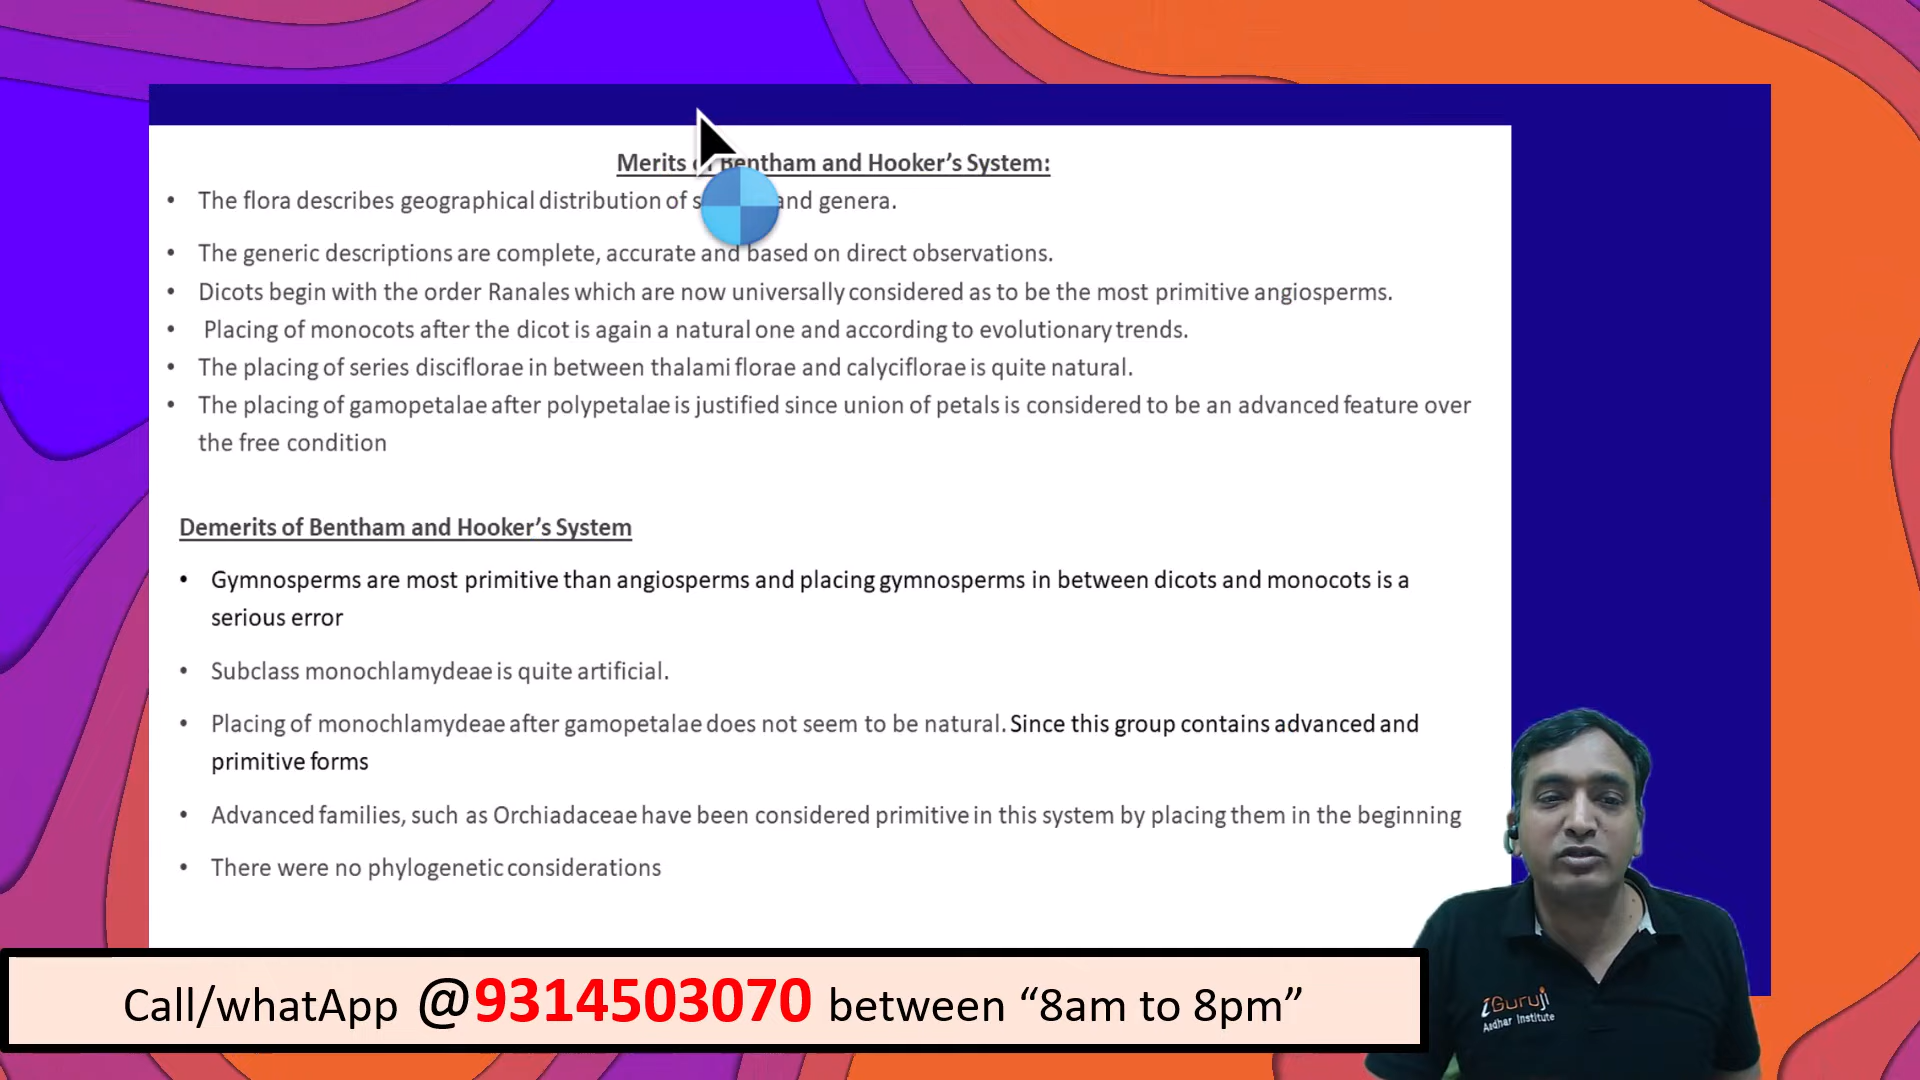 Merits Bentham and Hooker’s System:
• The flora describes geographical distribution of and genera.
• The generic descriptions are complete, accurate and based on direct observations.
• Dicots begin with the order Ranales which are now universally considered as to be the most primitive angiosperms.
• Placing of monocots after the dicot is again a natural one and according to evolutionary trends.
• The placing of series disciflorae in between thalami florae and calyciflorae is quite natural.
• The placing of gamopetalae after polypetalae is justified since union of petals is considered to be an advanced feature over
the free condition
Demerits of Bentham and Hooker’s System
• Gymnosperms are most primitive than angiosperms and placing gymnosperms in between dicots and monocots is a
serious error
• Subclass monochlamydeae is quite artificial.
• Placing of monochlamydeae after gamopetalae does not seem to be natural. Since this group contains advanced and
primitive forms
• Advanced families, such as Orchiadaceae have been considered primitive in this system by placing them in the beginning
• There were no phylogenetic considerations
Call/whatApp @9314503070 between “8am to 8pm”
iGuruji
Aadhar Institute